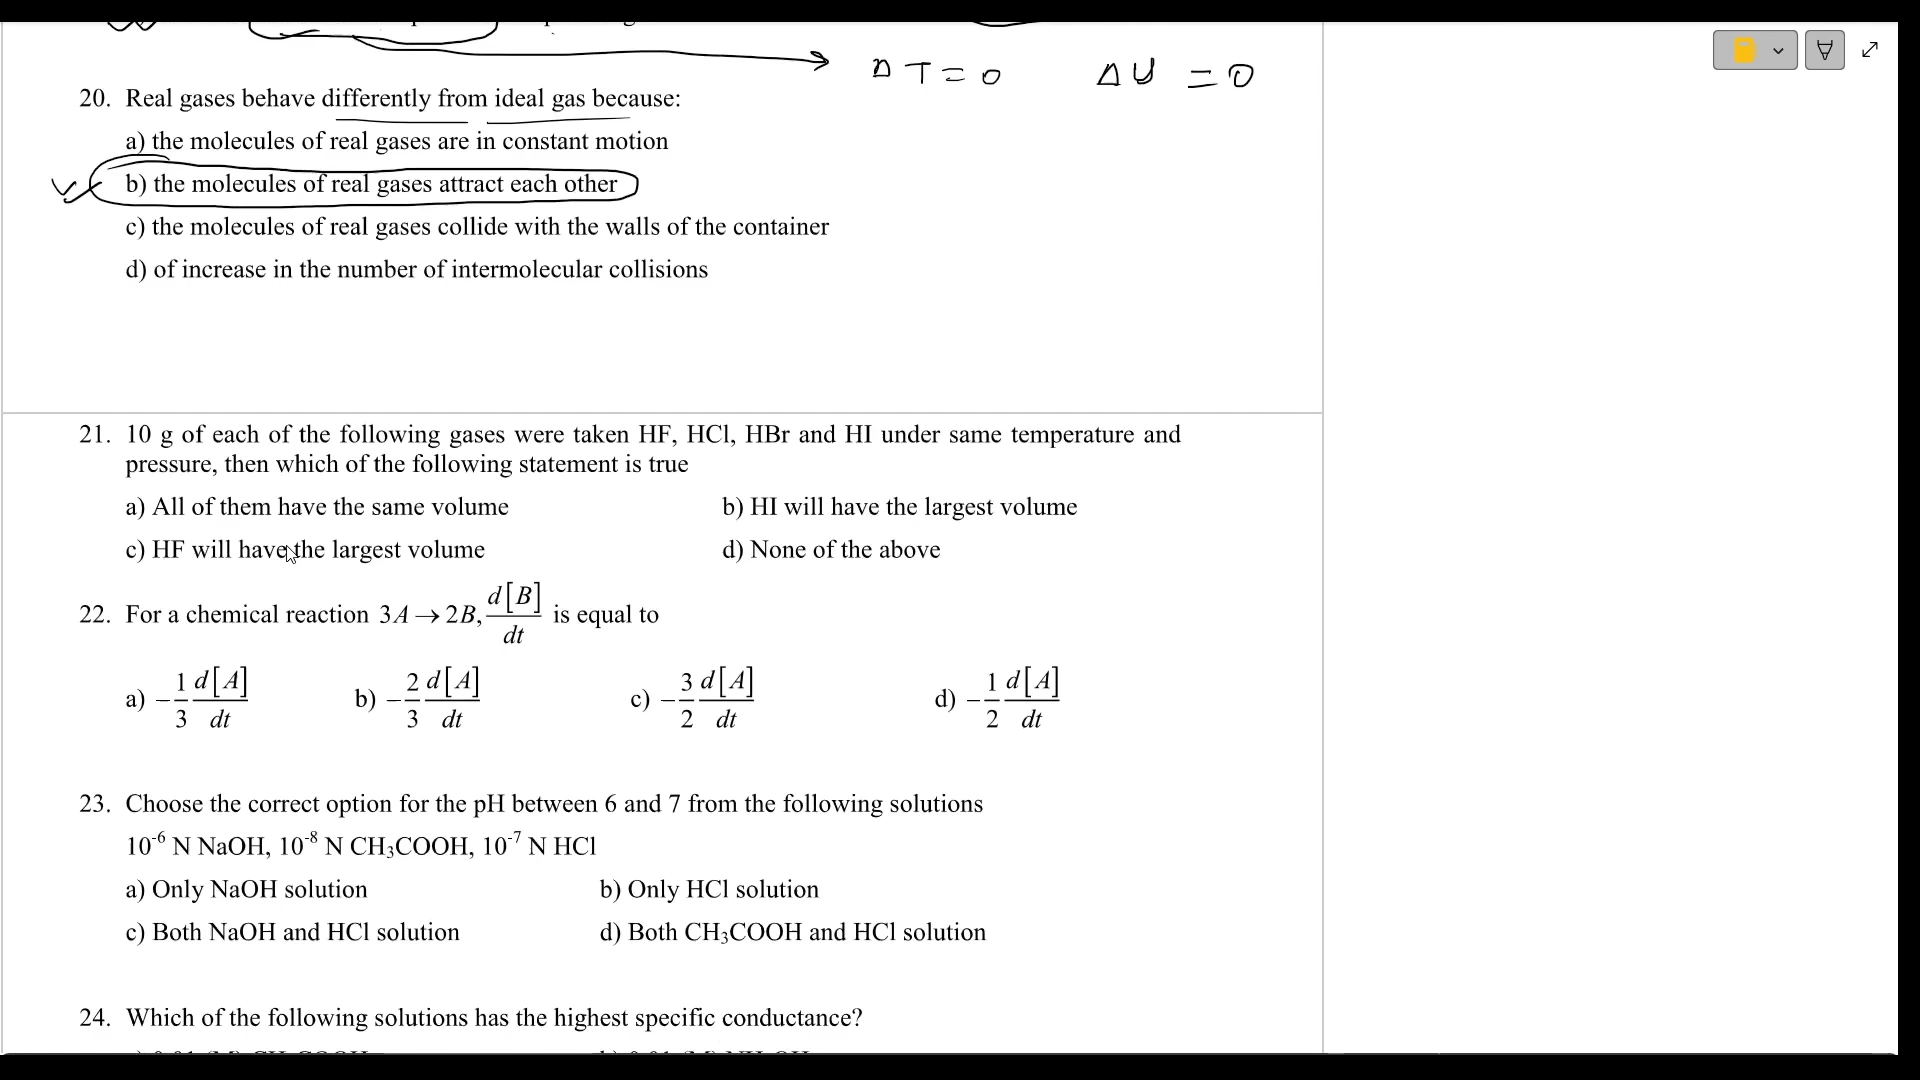 ΔT=0 ΔU=0
20. Real gases behave differently from ideal gas because:
a) the molecules of real gases are in constant motion
b) the molecules of real gases attract each other
c) the molecules of real gases collide with the walls of the container
d) of increase in the number of intermolecular collisions
21. 10 g of each of the following gases were taken HF, HCl, HBr and HI under same temperature and
pressure, then which of the following statement is true
a) All of them have the same volume b) HI will have the largest volume
c) HF will have the largest volume d) None of the above
22. For a chemical reaction 3A → 2B, d[B]/dt is equal to
a) −1/3 d[A]/dt b) −2/3 d[A]/dt c) −3/2 d[A]/dt d) −1/2 d[A]/dt
23. Choose the correct option for the pH between 6 and 7 from the following solutions
10⁻⁶ N NaOH, 10⁻⁸ N CH₃COOH, 10⁻⁷ N HCl
a) Only NaOH solution b) Only HCl solution
c) Both NaOH and HCl solution d) Both CH₃COOH and HCl solution
24. Which of the following solutions has the highest specific conductance?